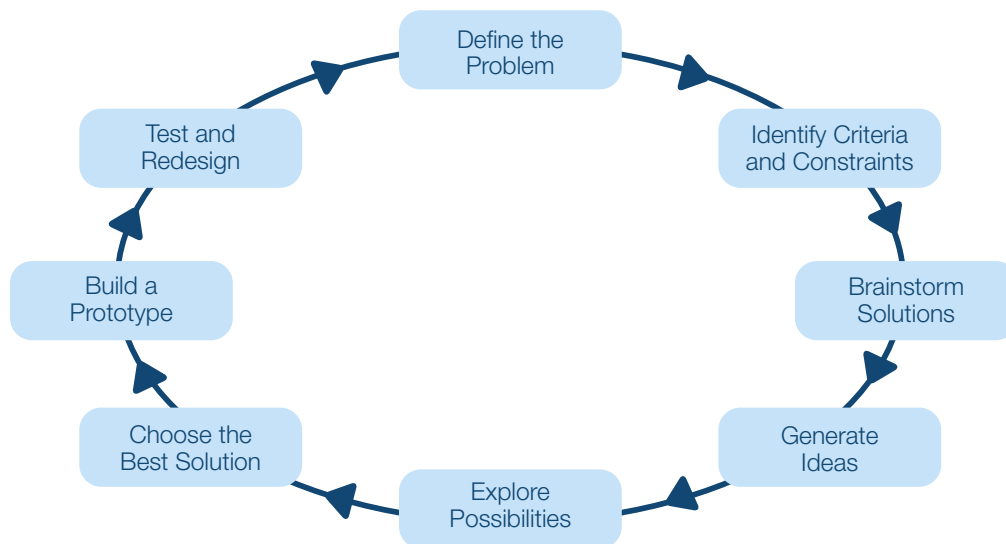 Define the
Problem
Identify Criteria
and Constraints
Brainstorm
Solutions
Generate
Ideas
Explore
Possibilities
Choose the
Best Solution
Build a
Prototype
Test and
Redesign